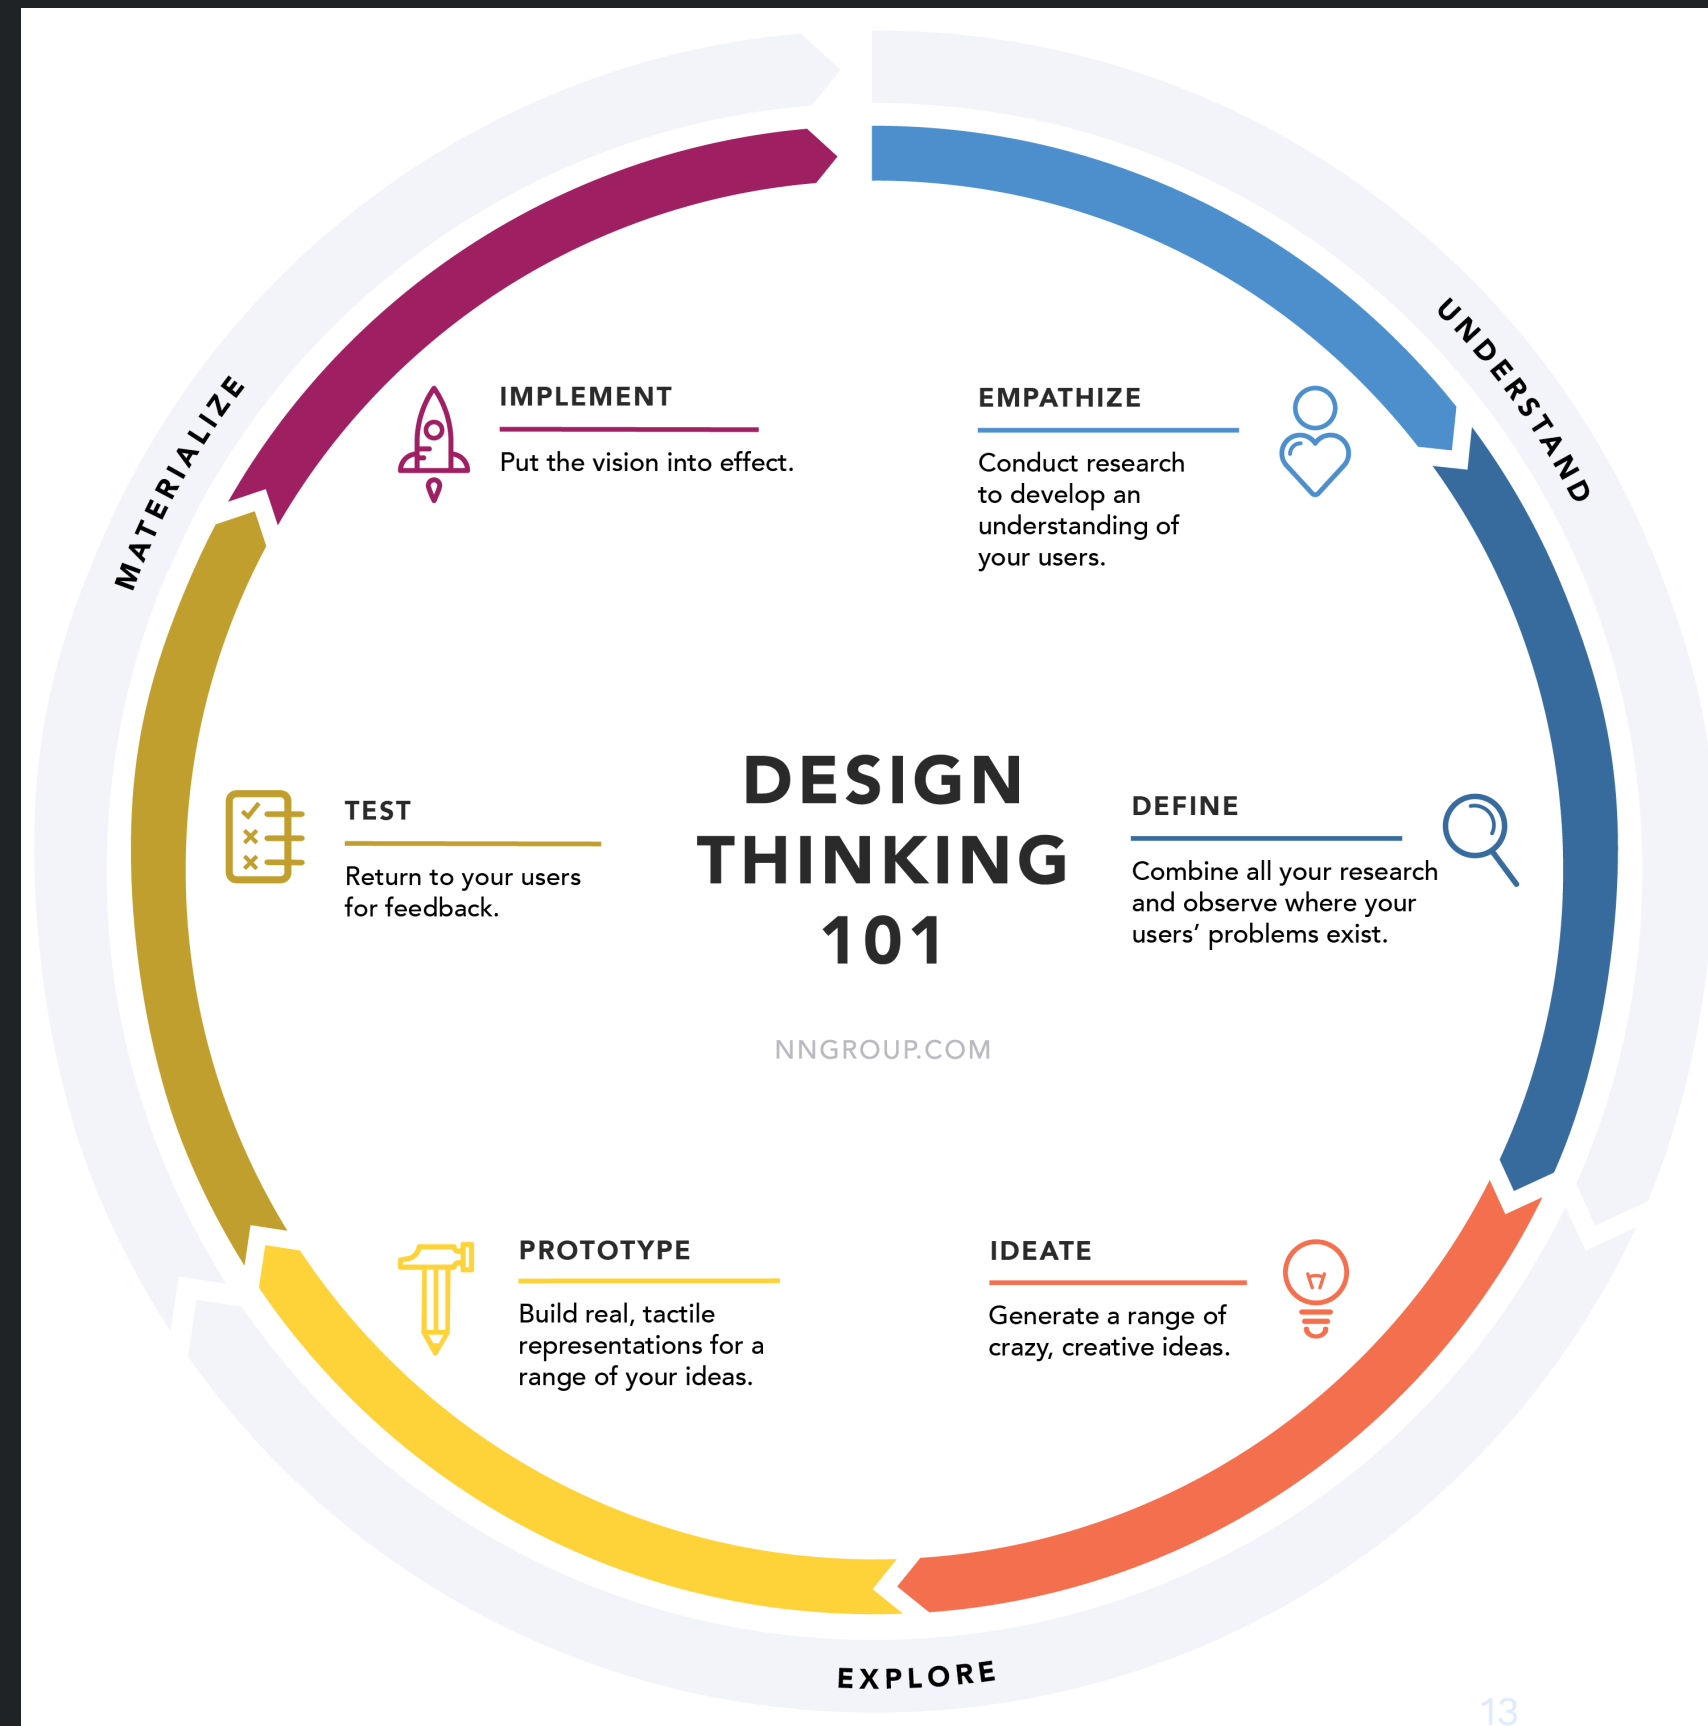 UNDERSTAND
MATERIALIZE
IMPLEMENT
Put the vision into effect.
EMPATHIZE
Conduct research
to develop an
understanding of
your users.
TEST
Return to your users
for feedback.
DESIGN
THINKING
101
NNGROUP.COM
DEFINE
Combine all your research
and observe where your
users’ problems exist.
PROTOTYPE
Build real, tactile
representations for a
range of your ideas.
IDEATE
Generate a range of
crazy, creative ideas.
EXPLORE
13